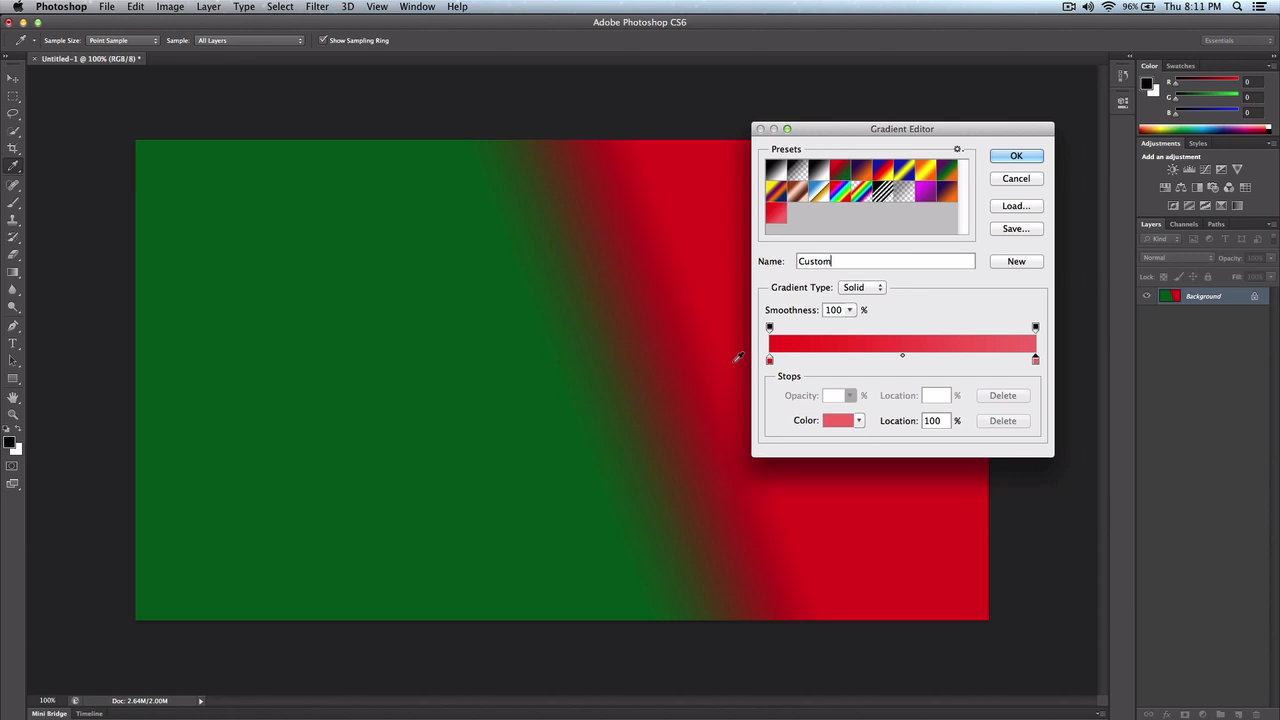 Photoshop File Edit Image Layer Type Select Filter 3D View Window Help 96% Thu 8:11 PM
Adobe Photoshop CS6
Sample Size: Point Sample Sample: All Layers Show Sampling Ring Essentials
Untitled-1 @ 100% (RGB/8) *
Color Swatches
R 0
G 0
B 0
Adjustments Styles
Add an adjustment
Layers Channels Paths
Kind
Normal Opacity: 100%
Lock: Fill: 100%
Background
Gradient Editor
Presets
OK
Cancel
Load...
Save...
Name: Custom New
Gradient Type: Solid
Smoothness: 100 %
Stops
Opacity: % Location: % Delete
Color: Location: 100 % Delete
T
100% Doc: 2.64M/2.00M
Mini Bridge Timeline